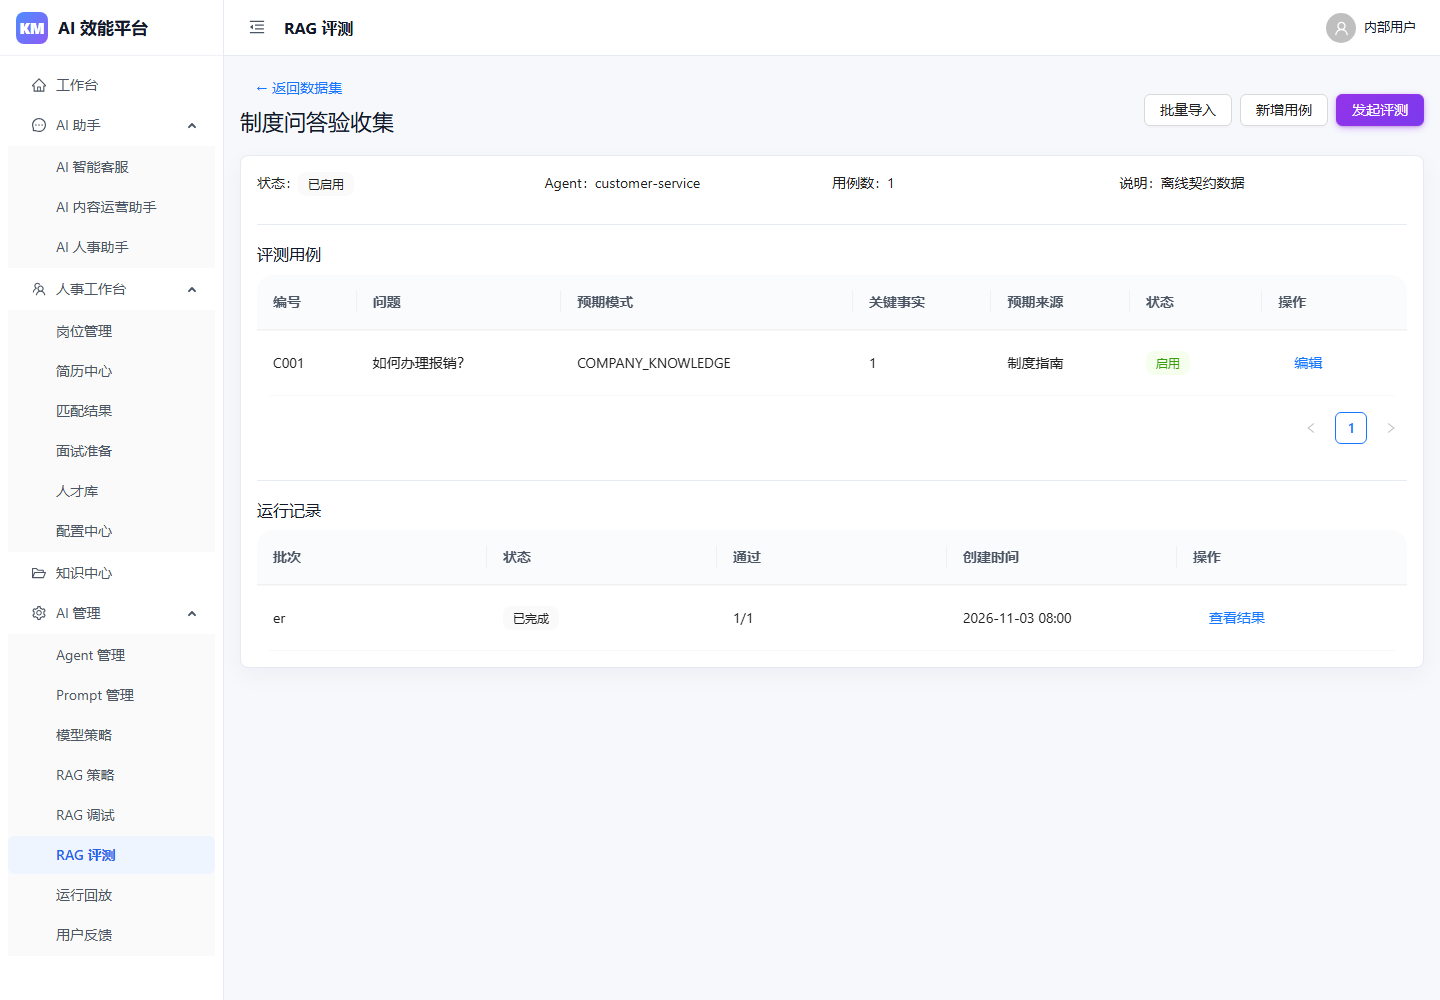 KM AI 效能平台
RAG 评测
内部用户
工作台
AI 助手
AI 智能客服
AI 内容运营助手
AI 人事助手
人事工作台
岗位管理
简历中心
匹配结果
面试准备
人才库
配置中心
知识中心
AI 管理
Agent 管理
Prompt 管理
模型策略
RAG 策略
RAG 调试
RAG 评测
运行回放
用户反馈
← 返回数据集
制度问答验收集
批量导入 新增用例 发起评测
状态： 已启用 Agent：customer-service 用例数：1 说明：离线契约数据
评测用例
编号 问题 预期模式 关键事实 预期来源 状态 操作
C001 如何办理报销？ COMPANY_KNOWLEDGE 1 制度指南 启用 编辑
1
运行记录
批次 状态 通过 创建时间 操作
er 已完成 1/1 2026-11-03 08:00 查看结果